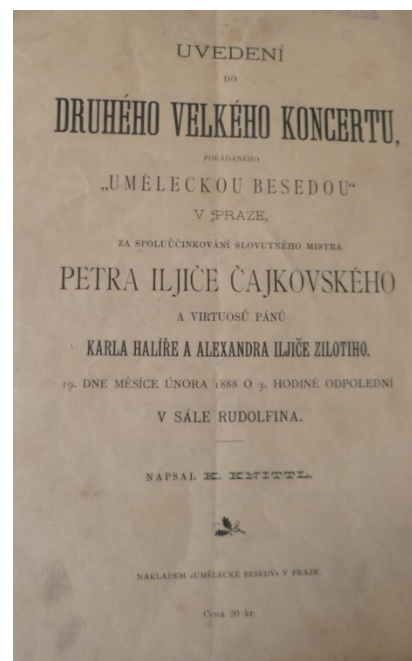 UVEDENÍ
DO
DRUHÉHO VELKÉHO KONCERTU,
POŘÁDANÉHO
„UMĚLECKOU BESEDOU“
V PRAZE,
ZA SPOLUÚČINKOVÁNÍ SLOVUTNÉHO MISTRA
PETRA ILJIČE ČAJKOVSKÉHO
A VIRTUOSŮ PÁNŮ
KARLA HALÍŘE A ALEXANDRA ILJIČE ZILOTIHO.
19. DNE MĚSÍCE ÚNORA 1888 O 3. HODINĚ ODPOLEDNÍ
V SÁLE RUDOLFINA.
NAPSAL K. KNITTL.
NÁKLADEM »UMĚLECKÉ BESEDY« V PRAZE.
Cena 20 kr.